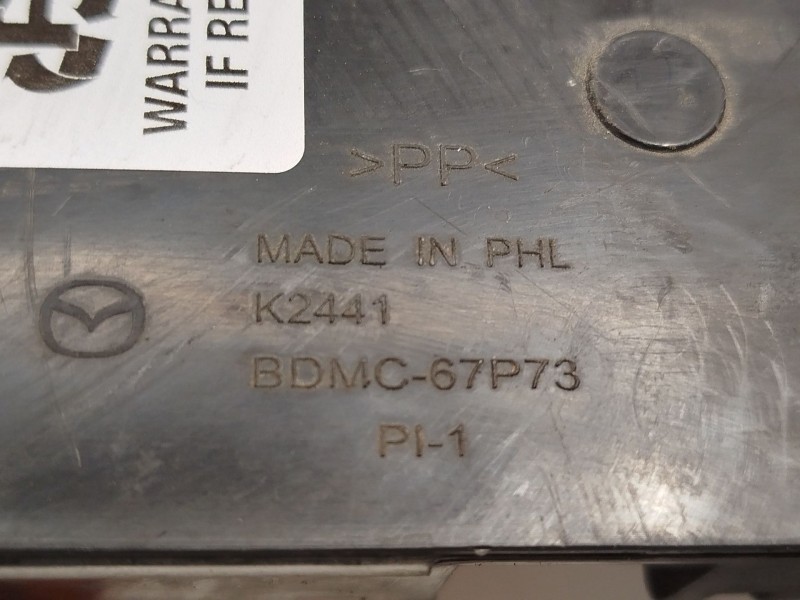 WARRA
IF RE
>PP<
MADE IN PHL
K2441
BDMC-67P73
PI-1